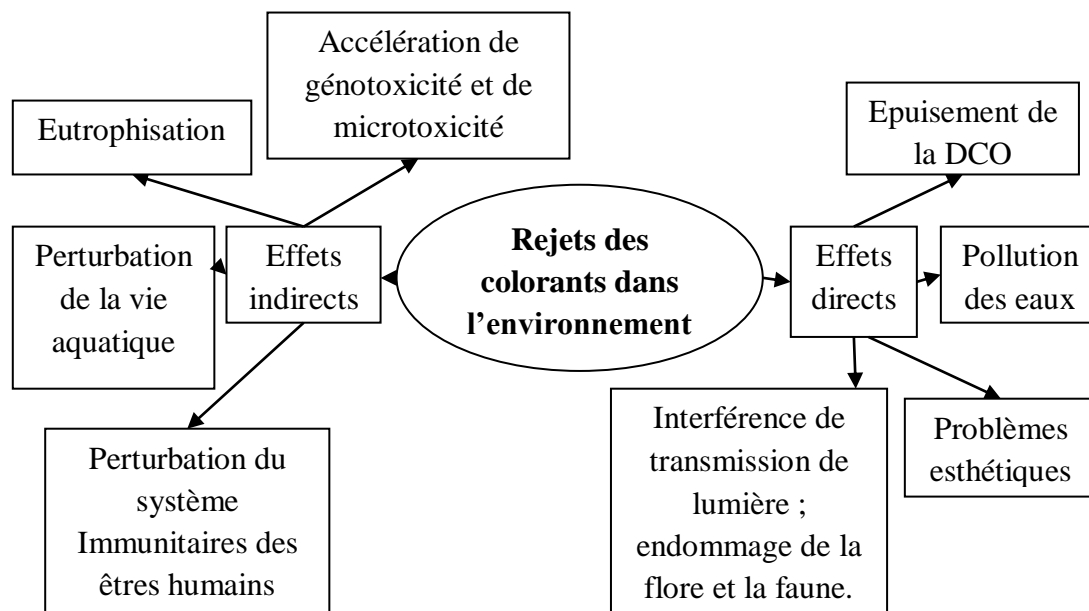 Accélération de
génotoxicité et de
microtoxicité
Eutrophisation
Epuisement de
la DCO
Perturbation
de la vie
aquatique
Effets
indirects
Rejets des
colorants dans
l’environnement
Effets
directs
Pollution
des eaux
Perturbation du
système
Immunitaires des
êtres humains
Interférence de
transmission de
lumière ;
endommage de la
flore et la faune.
Problèmes
esthétiques